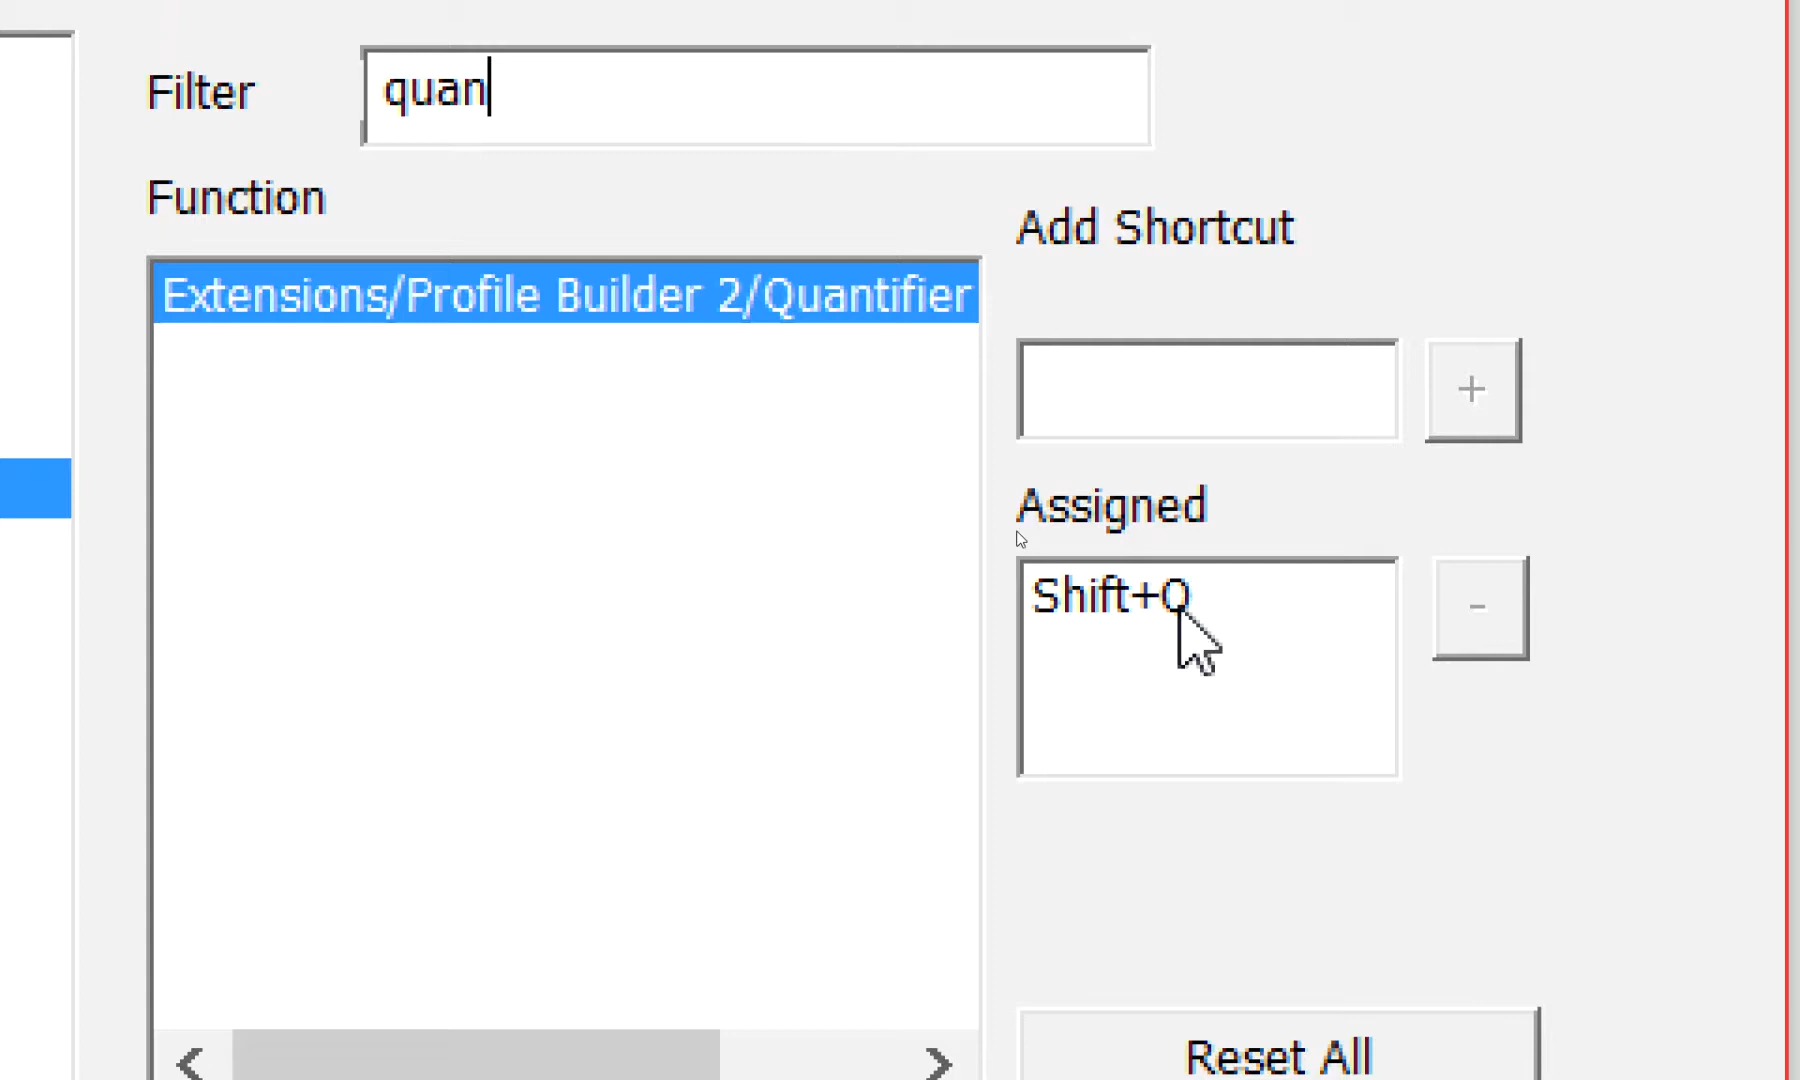 Filter
quan
Function
Add Shortcut
Extensions/Profile Builder 2/Quantifier
+
Assigned
Shift+Q
-
Reset All